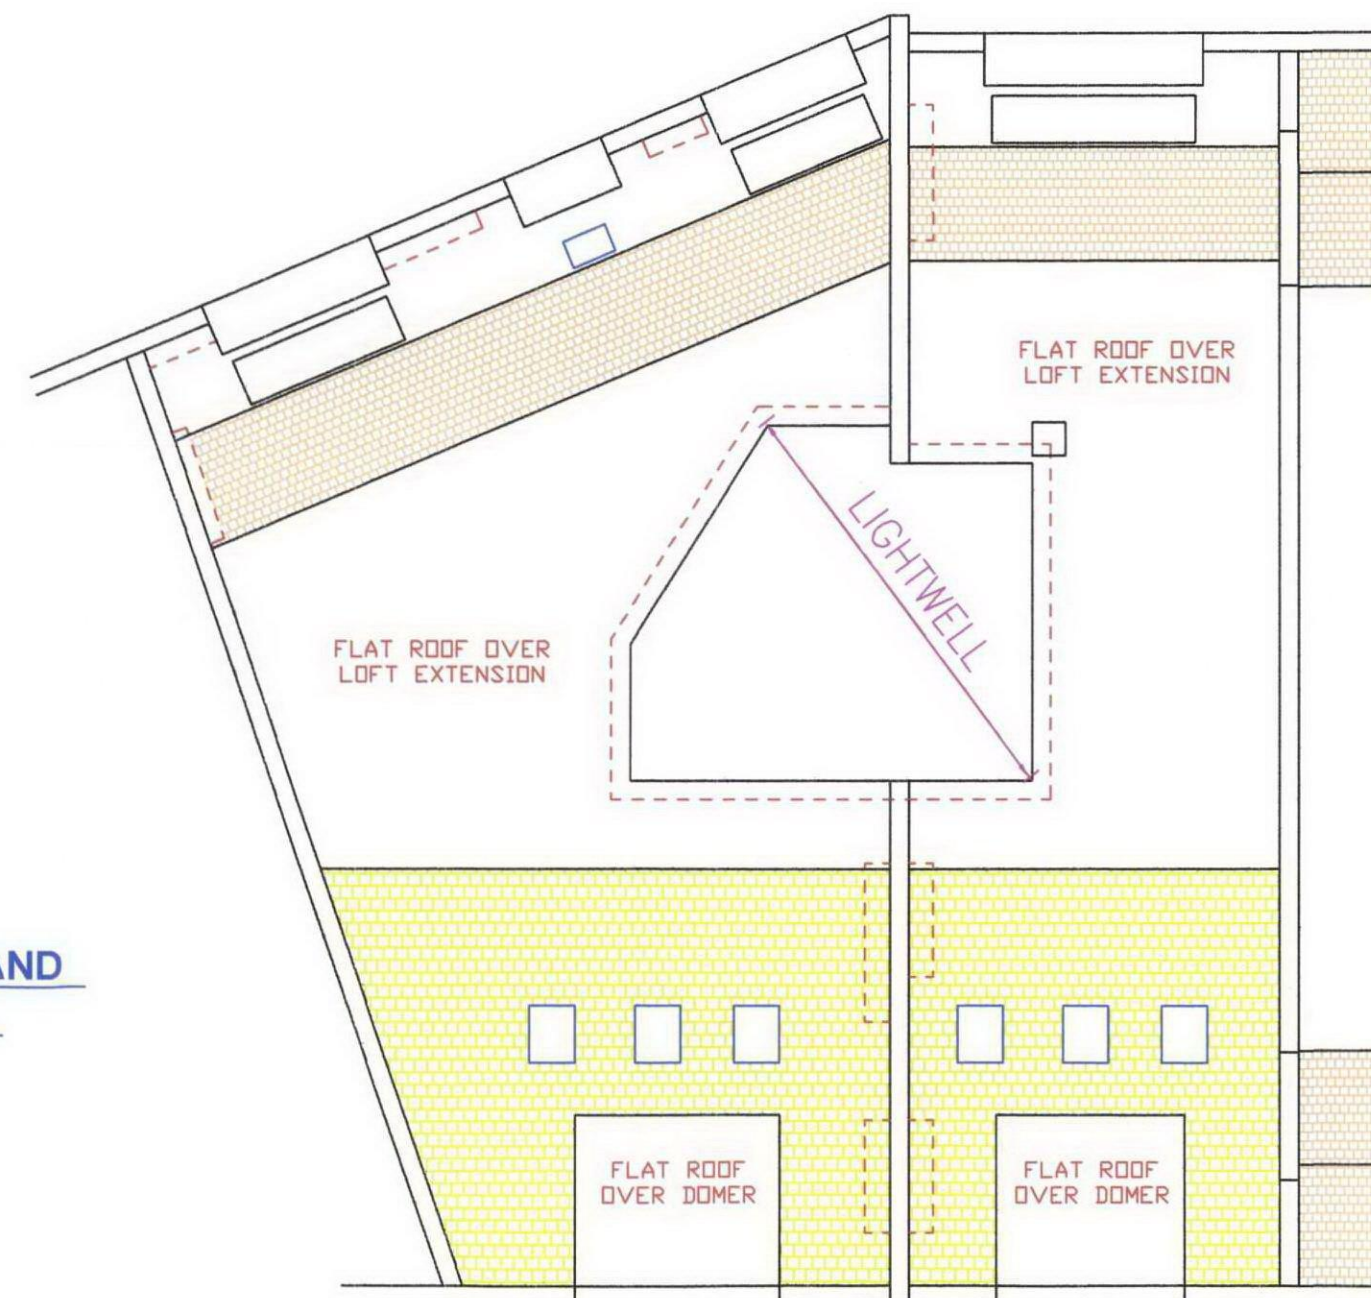 FLAT ROOF OVER
LOFT EXTENSION
LIGHTWELL
FLAT ROOF OVER
LOFT EXTENSION
AND
FLAT ROOF
OVER DOMER
FLAT ROOF
OVER DOMER